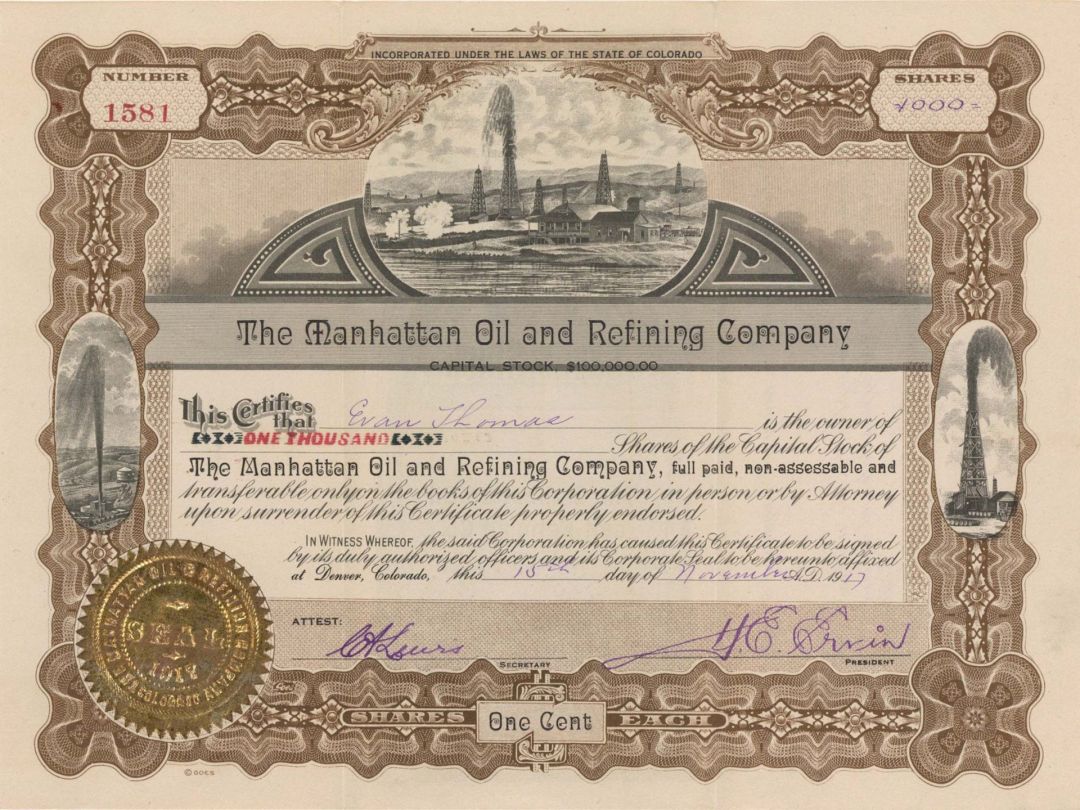 INCORPORATED UNDER THE LAWS OF THE STATE OF COLORADO
NUMBER
1581
SHARES
1000-
The Manhattan Oil and Refining Company
CAPITAL STOCK, $100,000.00
This Certifies that Evan Thomas is the owner of
ONE THOUSAND Shares of the Capital Stock of
The Manhattan Oil and Refining Company, full paid, non-assessable and
transferable only on the books of this Corporation in person or by Attorney
upon surrender of this Certificate properly endorsed.
IN WITNESS WHEREOF, the said Corporation has caused this Certificate to be signed
by its duly authorized officers and its Corporate Seal to be hereunto affixed
at Denver, Colorado, this 15th day of November A.D. 1917
ATTEST:
C A Lewis
SECRETARY
H E. Ervin
PRESIDENT
SEAL
1917
SHARES One Cent EACH
Goes
© GOES